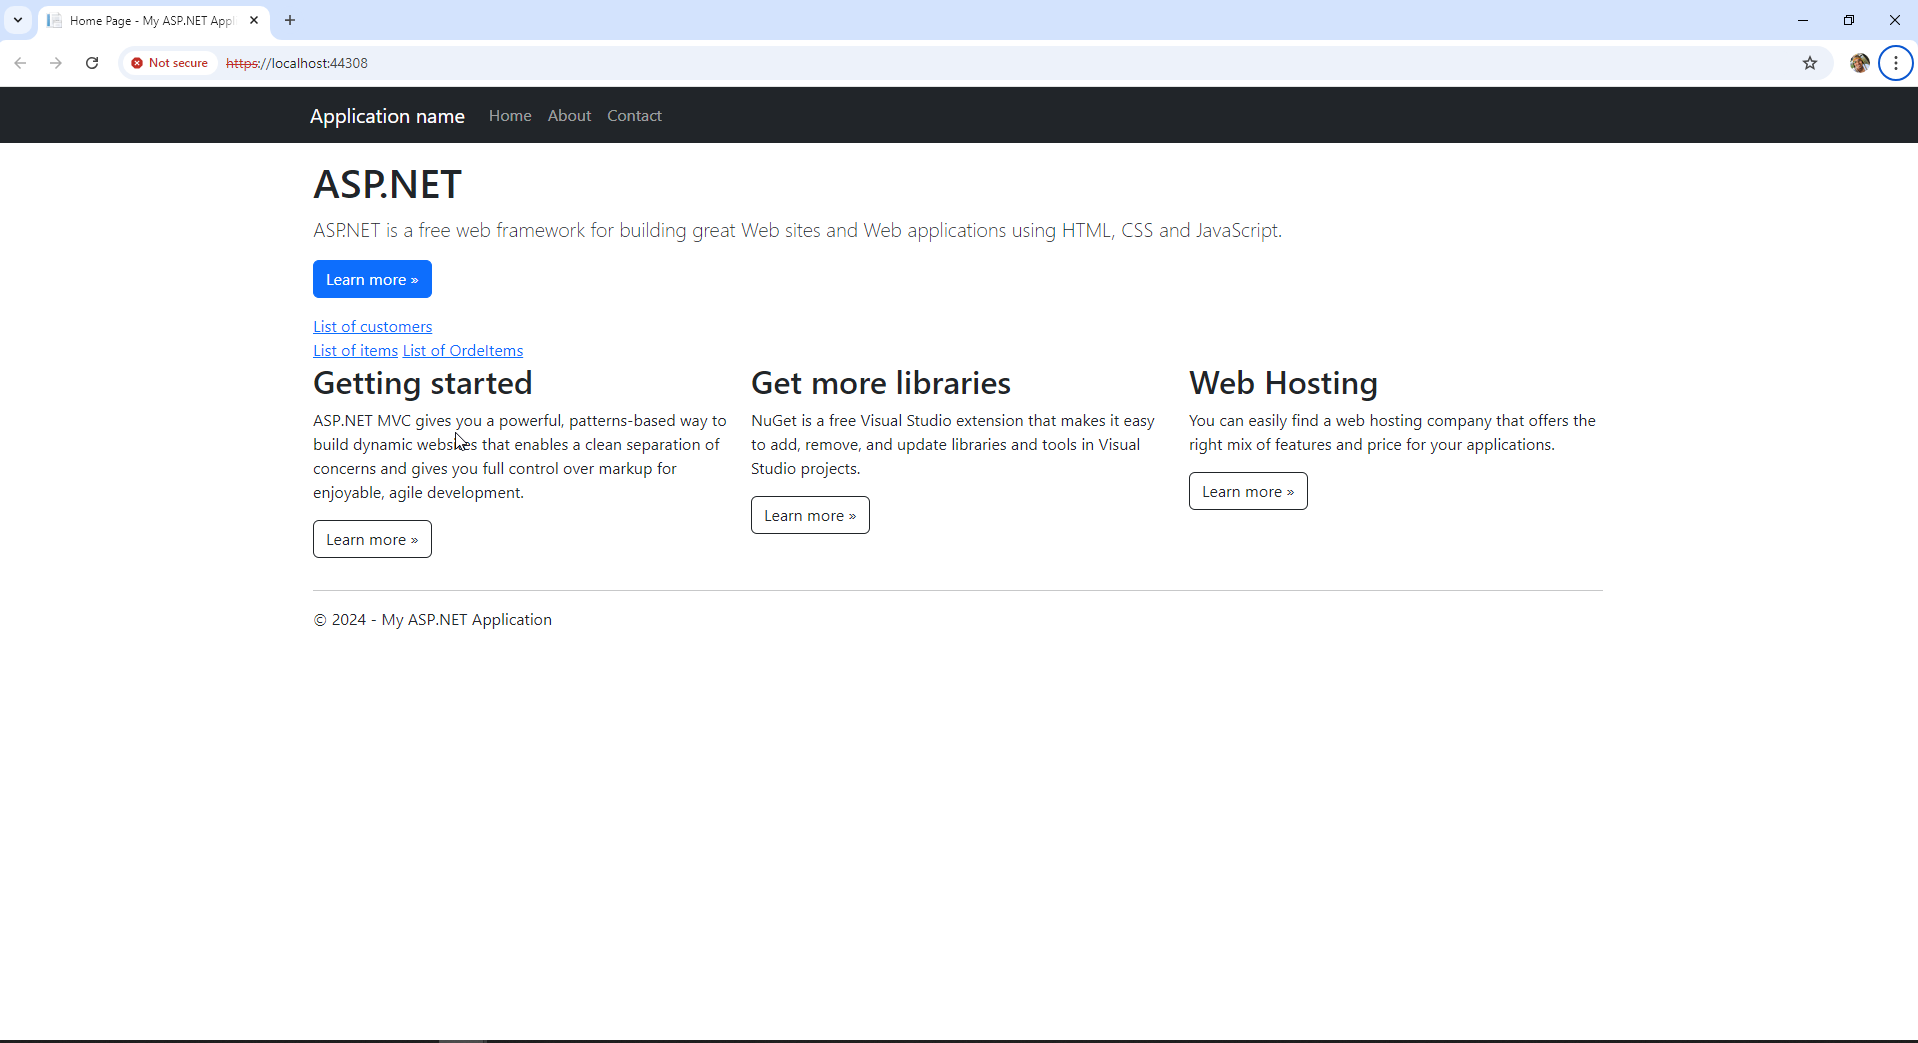 Home Page - My ASP.NET Appl
Not secure https://localhost:44308
Application name Home About Contact
ASP.NET
ASP.NET is a free web framework for building great Web sites and Web applications using HTML, CSS and JavaScript.
Learn more »
List of customers
List of items List of OrdeItems
Getting started
ASP.NET MVC gives you a powerful, patterns-based way to
build dynamic websites that enables a clean separation of
concerns and gives you full control over markup for
enjoyable, agile development.
Learn more »
Get more libraries
NuGet is a free Visual Studio extension that makes it easy
to add, remove, and update libraries and tools in Visual
Studio projects.
Learn more »
Web Hosting
You can easily find a web hosting company that offers the
right mix of features and price for your applications.
Learn more »
© 2024 - My ASP.NET Application